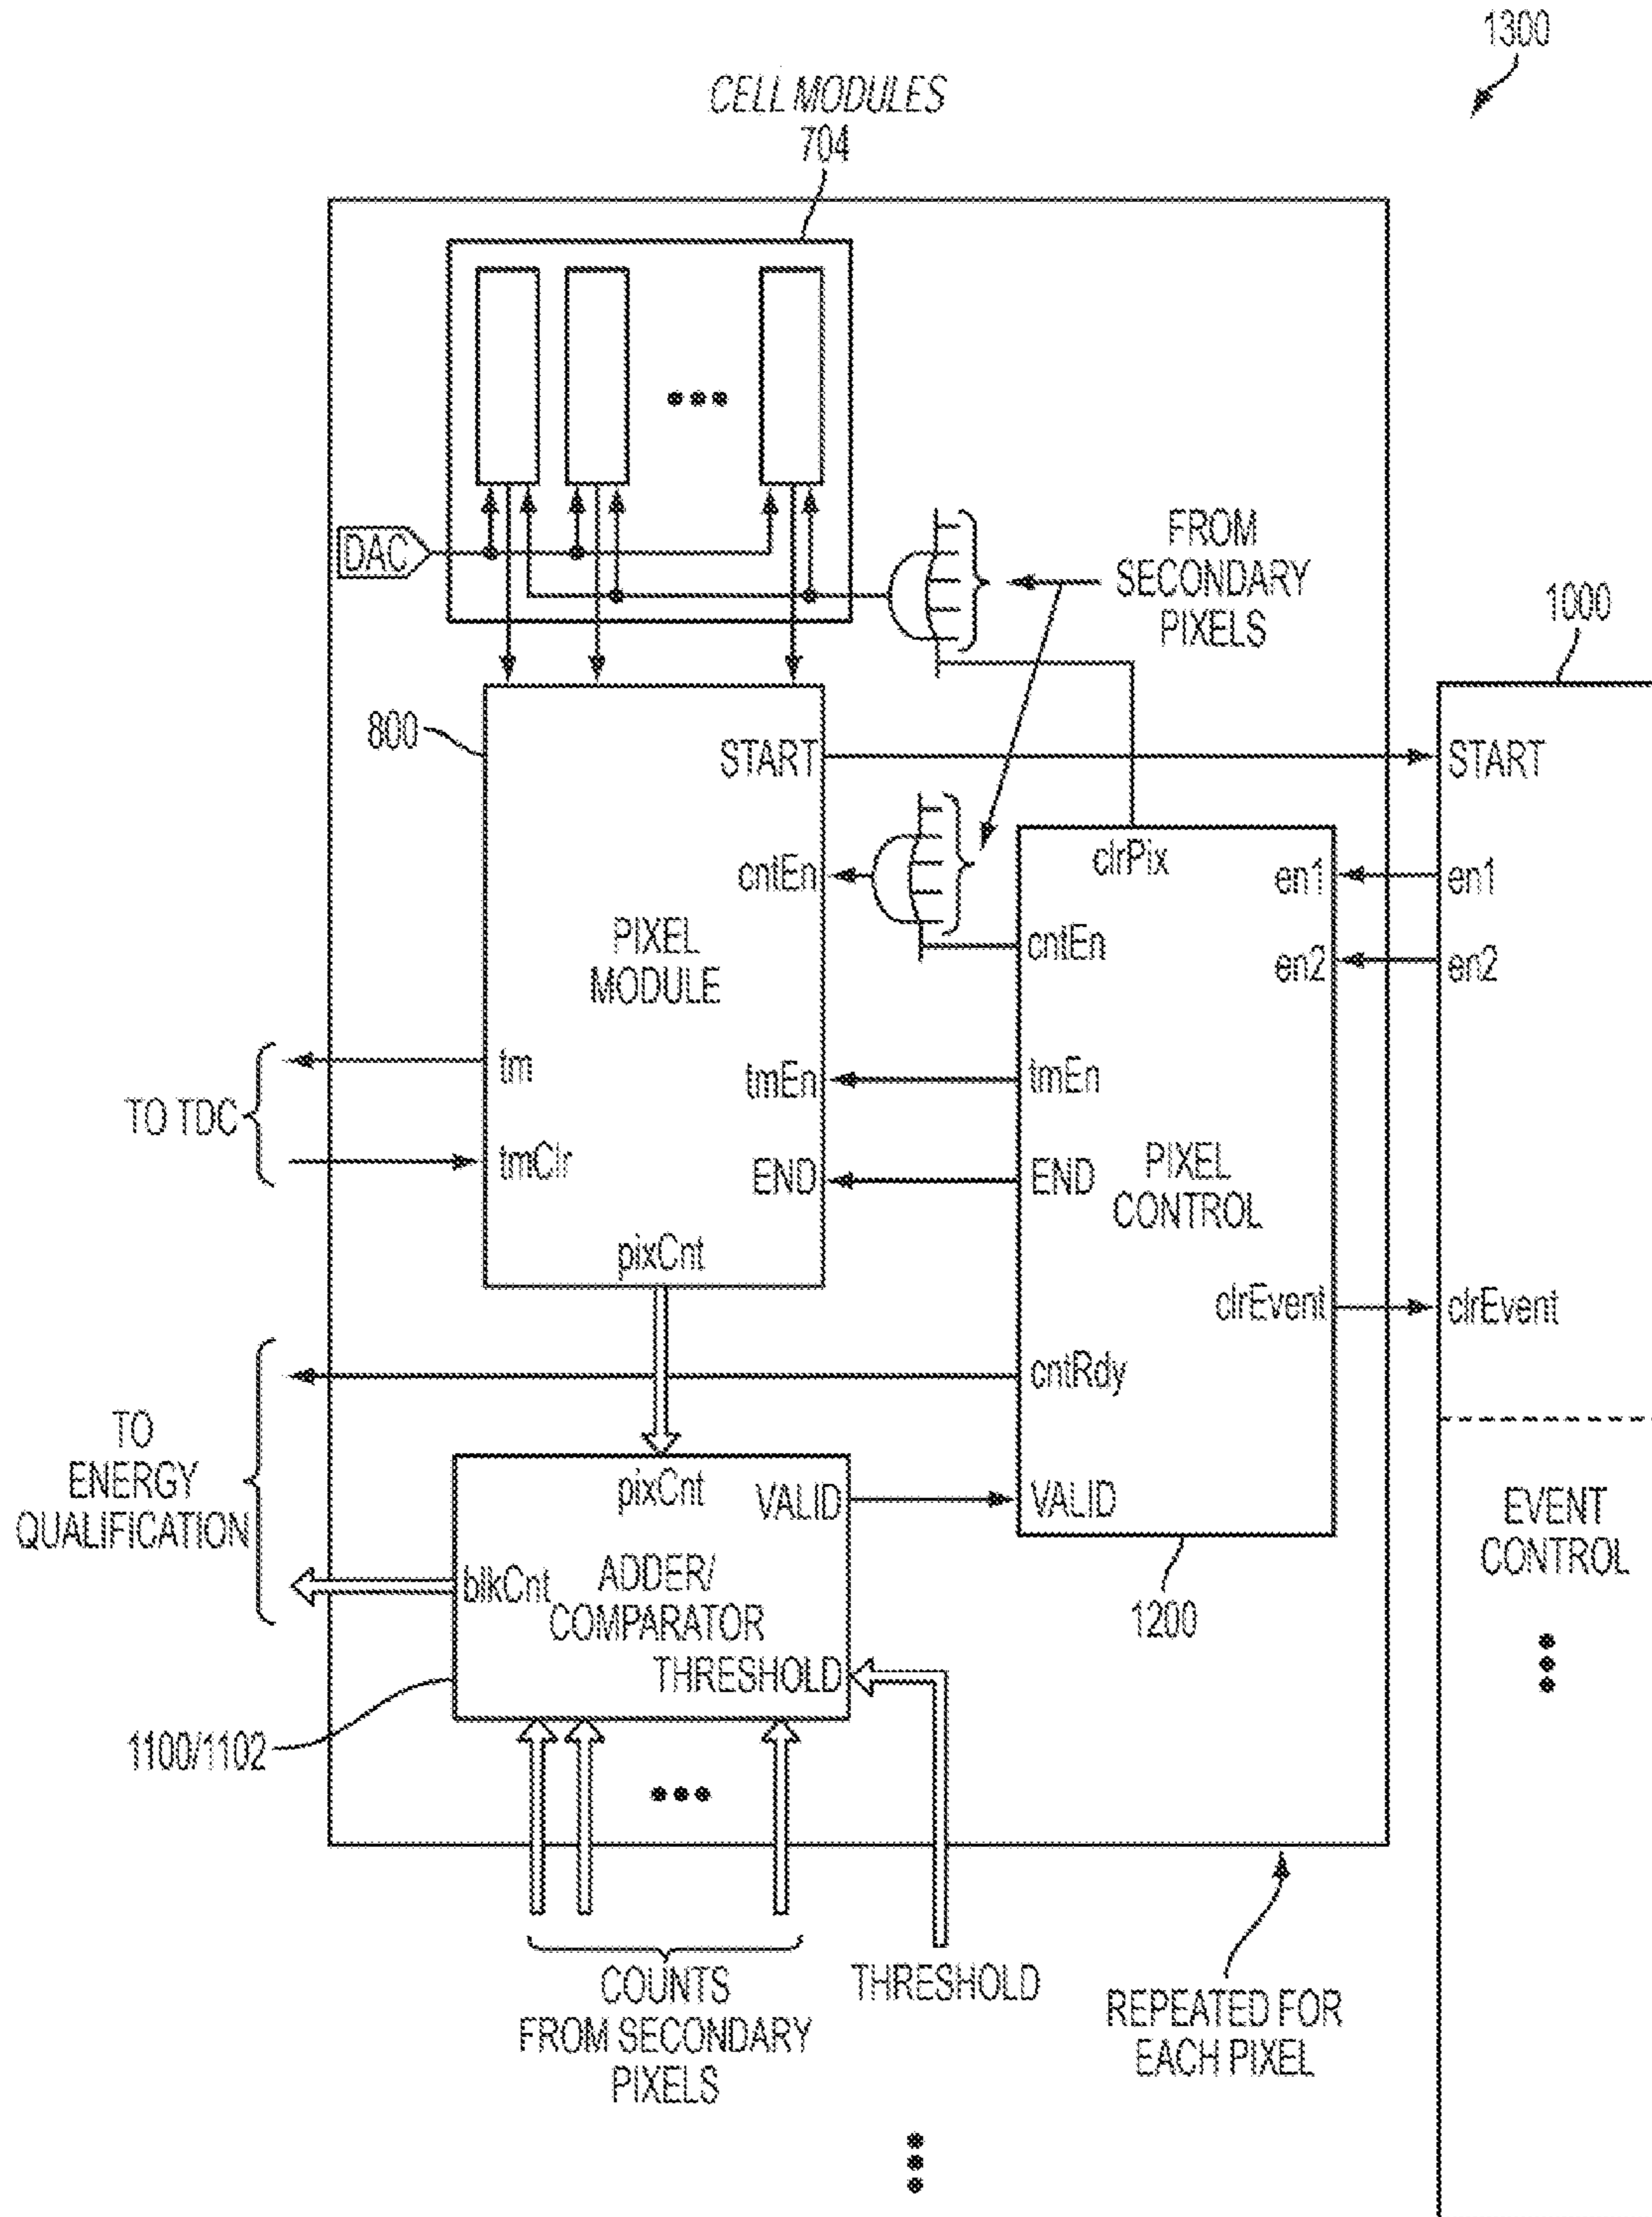 1300
CELL MODULES
704
DAC
FROM
SECONDARY
PIXELS
1000
800
START
START
cntEn
clrPix
en1
en1
cntEn
en2
en2
PIXEL
MODULE
tm
tmEn
tmEn
TO TDC
tmClr
END
END
PIXEL
CONTROL
pixCnt
clrEvent
clrEvent
cntRdy
TO
ENERGY
QUALIFICATION
pixCnt
VALID
VALID
EVENT
CONTROL
blkCnt
ADDER/
COMPARATOR
THRESHOLD
1200
1100/1102
COUNTS
FROM SECONDARY
PIXELS
THRESHOLD
REPEATED FOR
EACH PIXEL